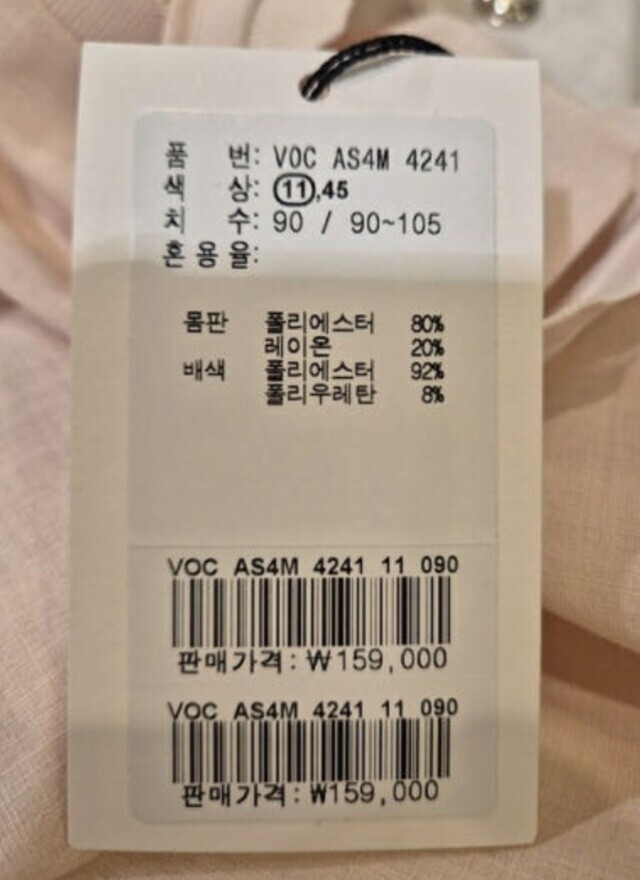 품 번: VOC AS4M 4241
색 상: 11,45
치 수: 90 / 90~105
혼용율:
몸판 폴리에스터 80%
레이온 20%
배색 폴리에스터 92%
폴리우레탄 8%
VOC AS4M 4241 11 090
판매가격:₩159,000
VOC AS4M 4241 11 090
판매가격:₩159,000